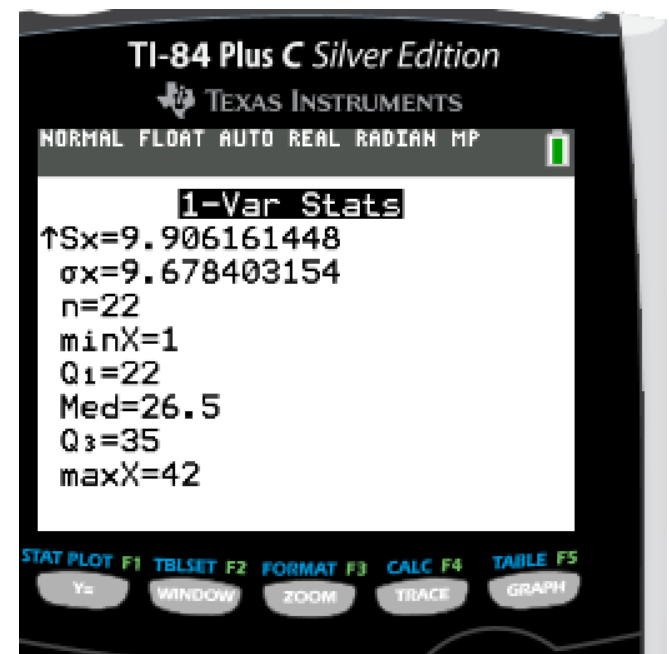 TI-84 Plus C Silver Edition
TEXAS INSTRUMENTS
NORMAL FLOAT AUTO REAL RADIAN MP
1-Var Stats
↑Sx=9.906161448
σx=9.678403154
n=22
minX=1
Q₁=22
Med=26.5
Q₃=35
maxX=42
STAT PLOT F1 TBLSET F2 FORMAT F3 CALC F4 TABLE F5
Y= WINDOW ZOOM TRACE GRAPH